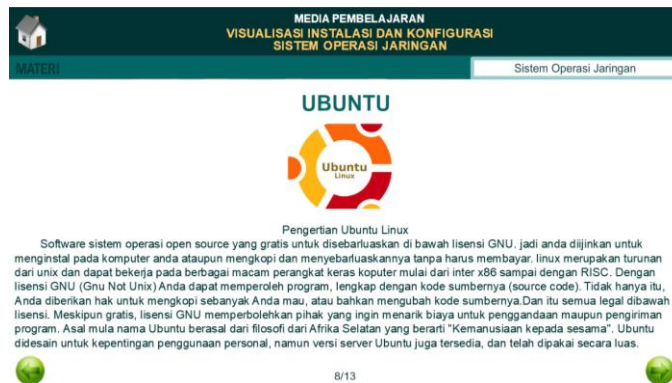 MEDIA PEMBELAJARAN
VISUALISASI INSTALASI DAN KONFIGURASI
SISTEM OPERASI JARINGAN
MATERI
Sistem Operasi Jaringan
UBUNTU
Ubuntu
Linux
Pengertian Ubuntu Linux
Software sistem operasi open source yang gratis untuk disebarluaskan di bawah lisensi GNU. jadi anda diijinkan untuk
menginstal pada komputer anda ataupun mengkopi dan menyebarluaskannya tanpa harus membayar. linux merupakan turunan
dari unix dan dapat bekerja pada berbagai macam perangkat keras koputer mulai dari inter x86 sampai dengan RISC. Dengan
lisensi GNU (Gnu Not Unix) Anda dapat memperoleh program, lengkap dengan kode sumbernya (source code). Tidak hanya itu,
Anda diberikan hak untuk mengkopi sebanyak Anda mau, atau bahkan mengubah kode sumbernya.Dan itu semua legal dibawah
lisensi. Meskipun gratis, lisensi GNU memperbolehkan pihak yang ingin menarik biaya untuk penggandaan maupun pengiriman
program. Asal mula nama Ubuntu berasal dari filosofi dari Afrika Selatan yang berarti "Kemanusiaan kepada sesama". Ubuntu
didesain untuk kepentingan penggunaan personal, namun versi server Ubuntu juga tersedia, dan telah dipakai secara luas.
8/13